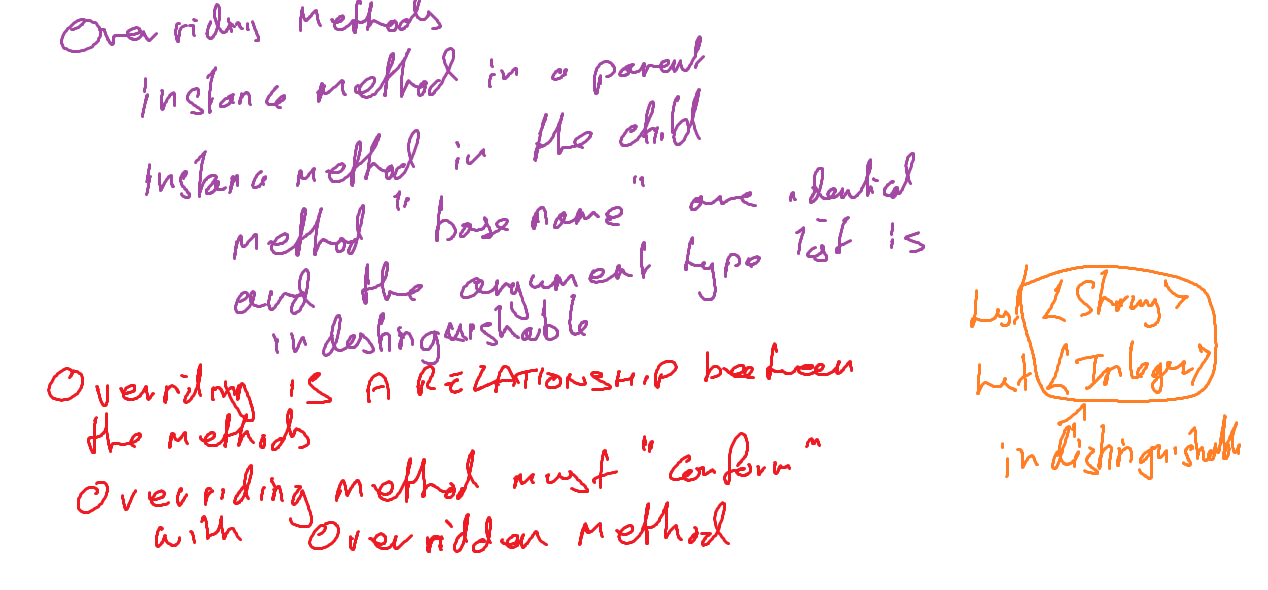 Overriding Methods
Instance method in a parent
Instance method in the child
method "base name" are identical
and the argument type list is
indestinguishable
Overriding IS A RELATIONSHIP between
the methods
Overriding method must "conform"
with Overridden method
List <String>
List <Integer>
indistinguishable